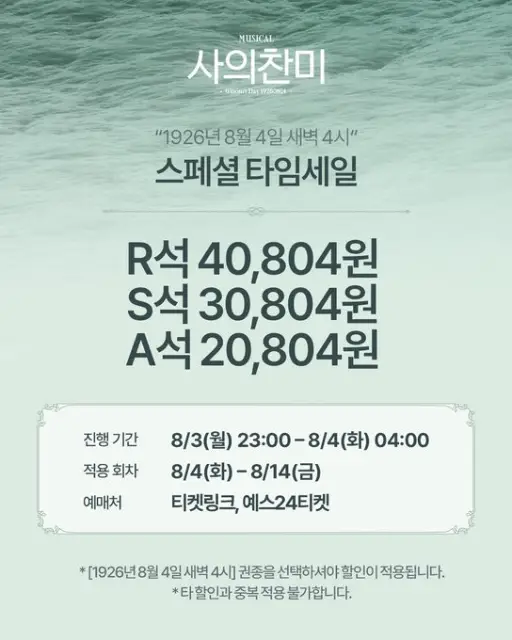 MUSICAL
사의찬미
"1926년 8월 4일 새벽 4시"
스페셜 타임세일
R석 40,804원
S석 30,804원
A석 20,804원
진행 기간 8/3(월) 23:00 – 8/4(화) 04:00
적용 회차 8/4(화) – 8/14(금)
예매처 티켓링크, 예스24티켓
* [1926년 8월 4일 새벽 4시] 권종을 선택하셔야 할인이 적용됩니다.
* 타 할인과 중복 적용 불가합니다.